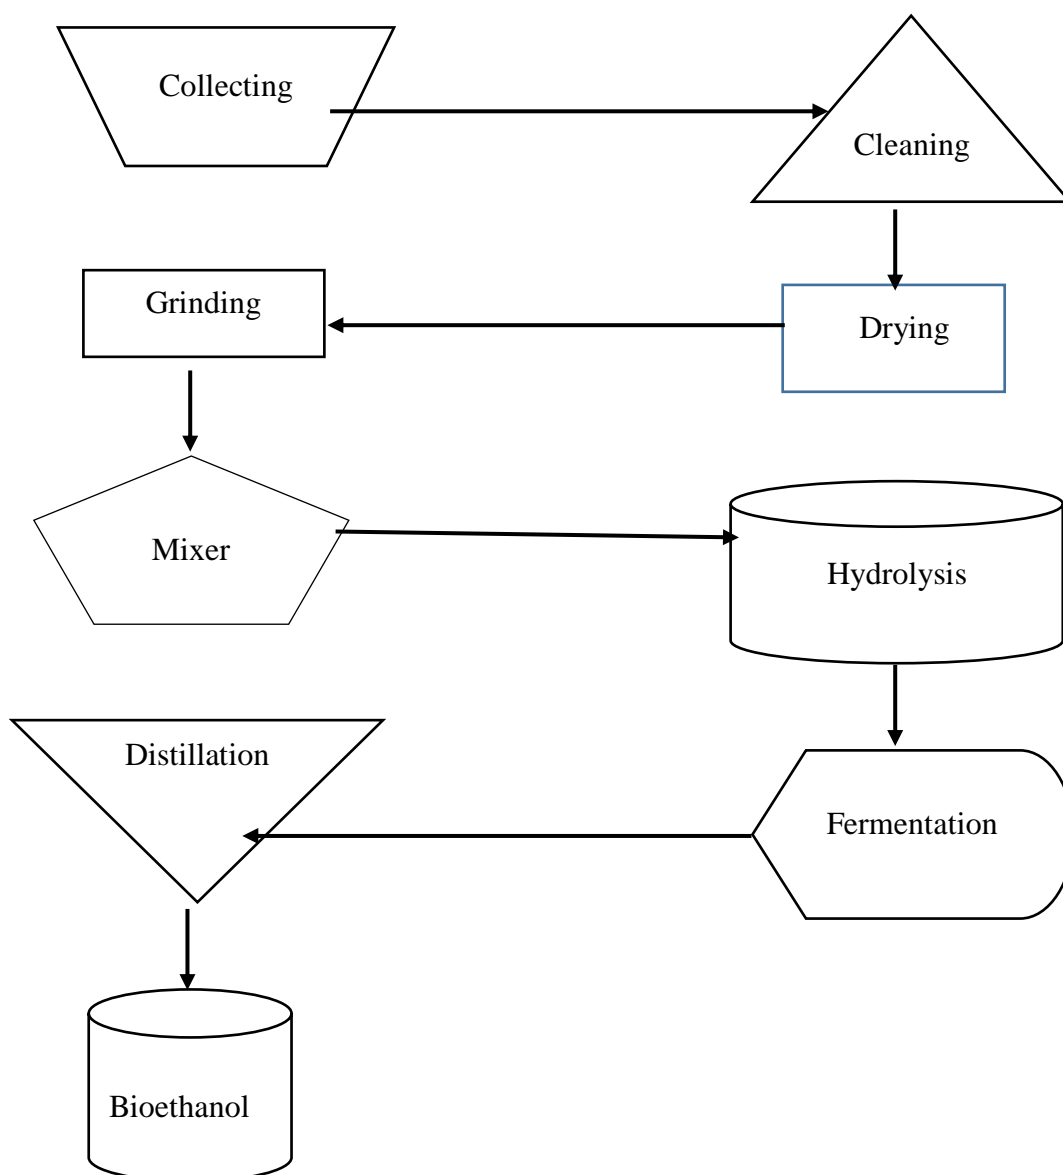 Collecting
Cleaning
Grinding
Drying
Mixer
Hydrolysis
Distillation
Fermentation
Bioethanol